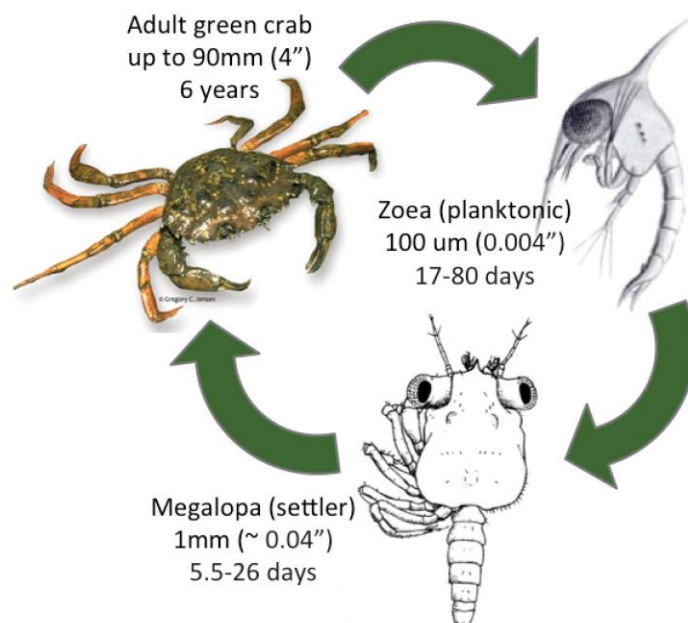 Adult green crab
up to 90mm (4”)
6 years
© Gregory C. Jensen
Zoea (planktonic)
100 um (0.004”)
17-80 days
Megalopa (settler)
1mm (~ 0.04”)
5.5-26 days